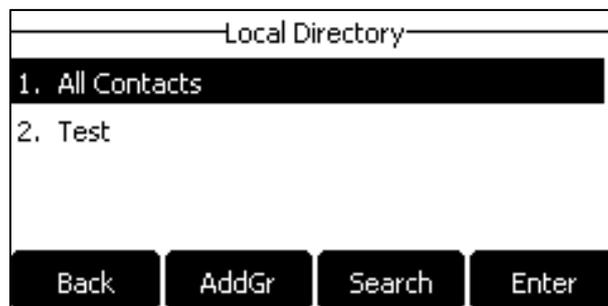 Local Directory
1. All Contacts
2. Test
Back AddGr Search Enter